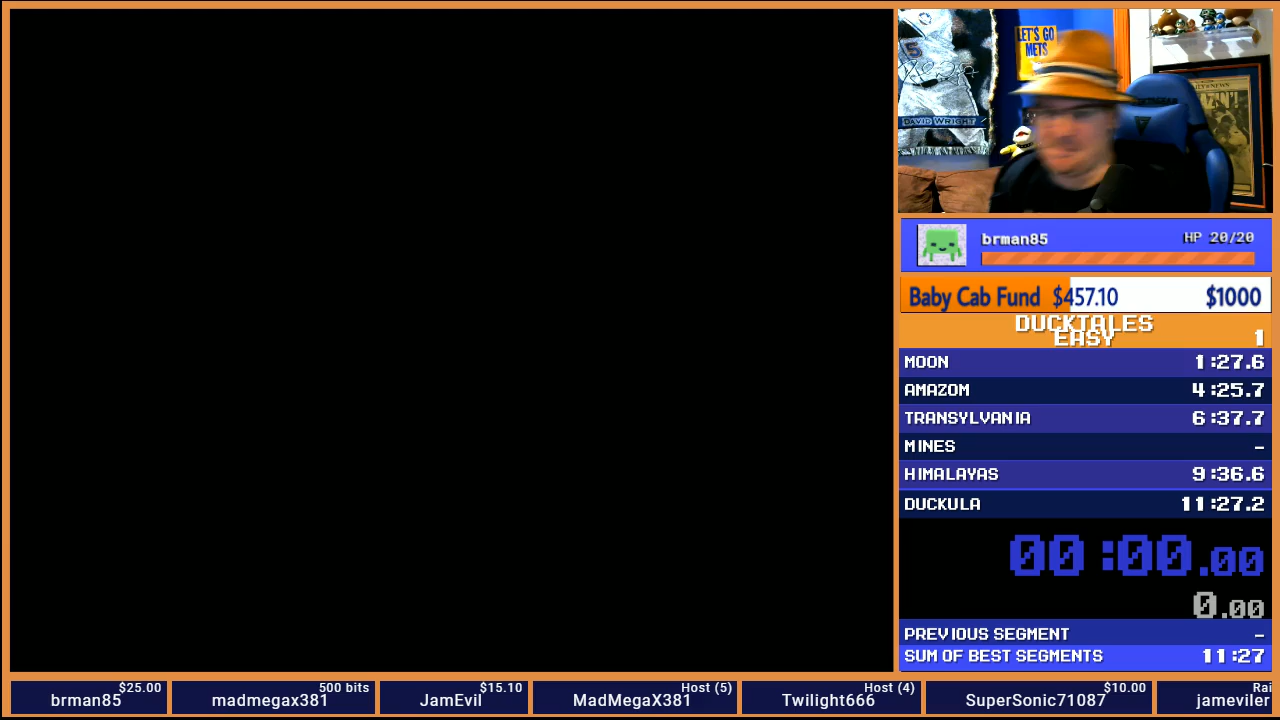 LET'S GO
METS
5
DAVID WRIGHT
brman85
HP 20/20
Baby Cab Fund $457.10 $1000
DUCKTALES
EASY 1
MOON 1:27.6
AMAZOM 4:25.7
TRANSYLVANIA 6:37.7
MINES -
HIMALAYAS 9:36.6
DUCKULA 11:27.2
00:00.00
0.00
PREVIOUS SEGMENT -
SUM OF BEST SEGMENTS 11:27
$25.00 500 bits $15.10 Host (5) Host (4) $10.00 Rai
brman85 madmegax381 JamEvil MadMegaX381 Twilight666 SuperSonic71087 jameviler